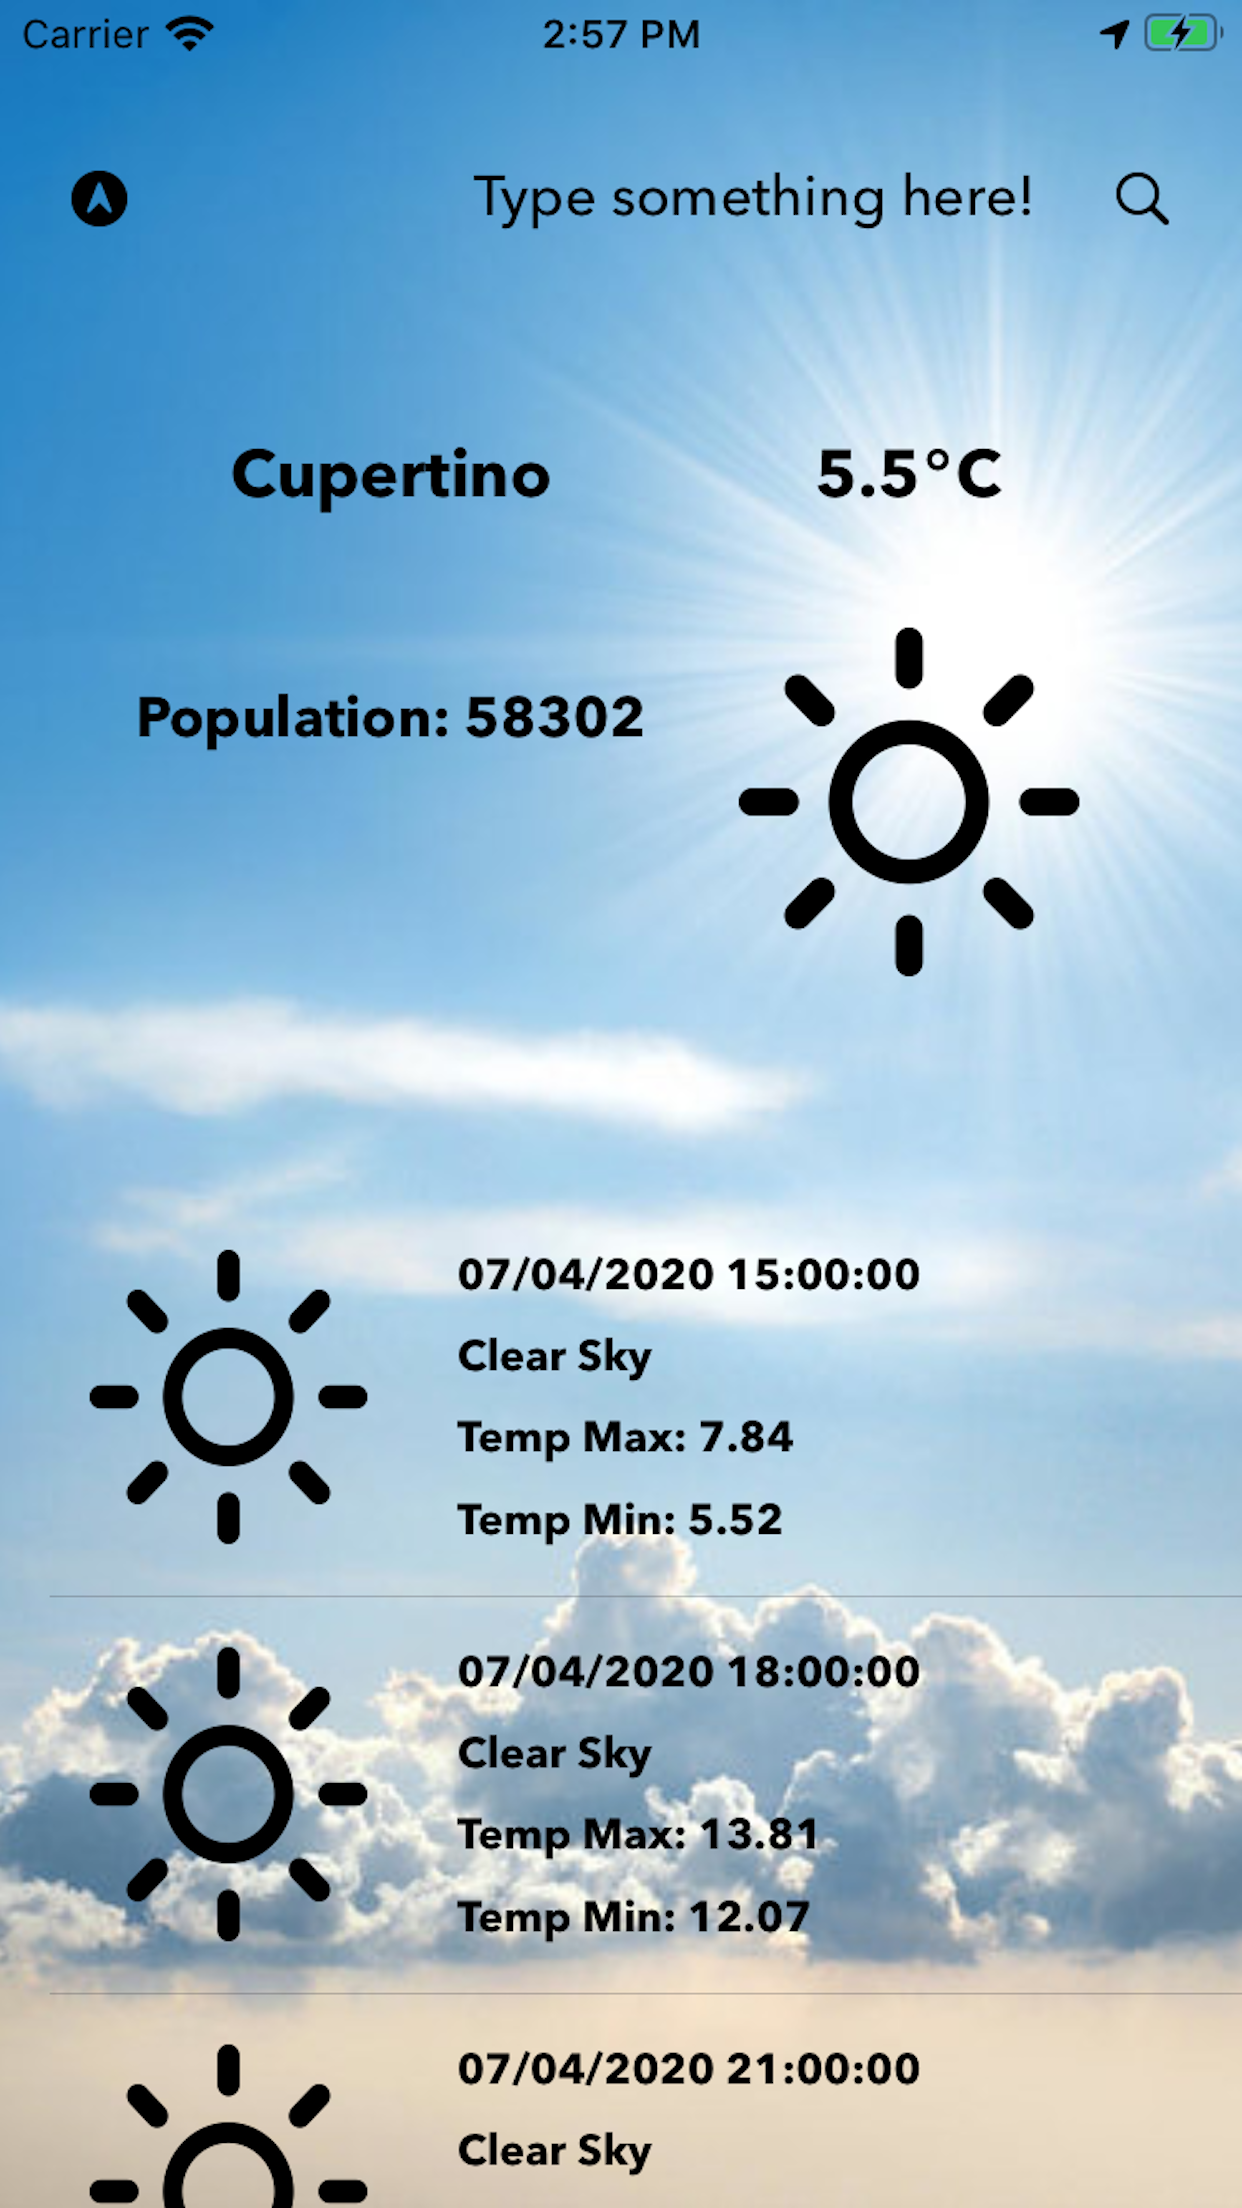 Carrier 2:57 PM
Type something here!
Cupertino 5.5°C
Population: 58302
07/04/2020 15:00:00
Clear Sky
Temp Max: 7.84
Temp Min: 5.52
07/04/2020 18:00:00
Clear Sky
Temp Max: 13.81
Temp Min: 12.07
07/04/2020 21:00:00
Clear Sky